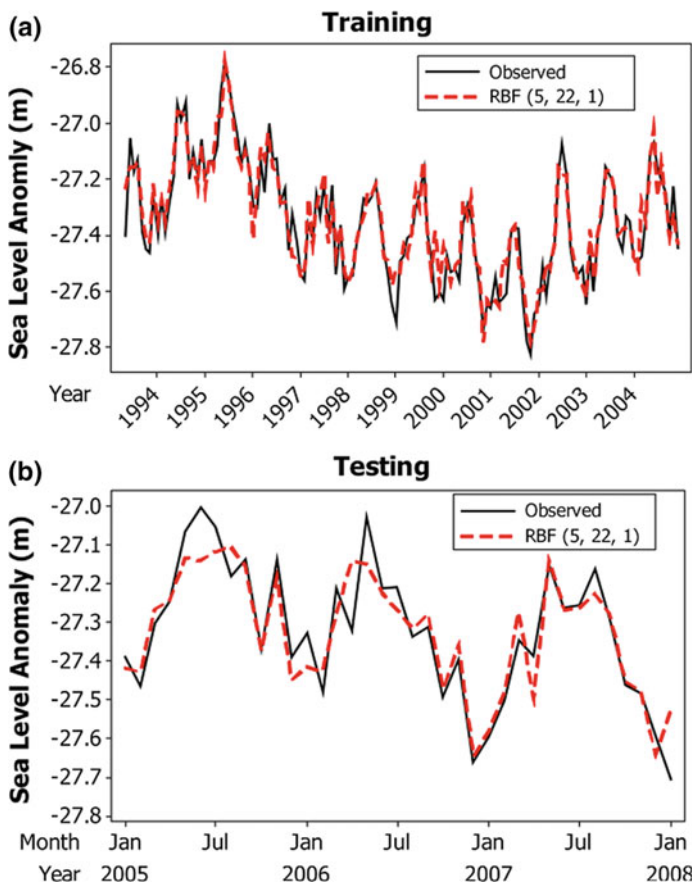 (a) Training
Observed
RBF (5, 22, 1)
Sea Level Anomly (m)
-26.8
-27.0
-27.2
-27.4
-27.6
-27.8
Year 1994 1995 1996 1997 1998 1999 2000 2001 2002 2003 2004
(b) Testing
Observed
RBF (5, 22, 1)
Sea Level Anomaly (m)
-27.0
-27.1
-27.2
-27.3
-27.4
-27.5
-27.6
-27.7
-27.8
Month Jan Jul Jan Jul Jan Jul Jan
Year 2005 2006 2007 2008